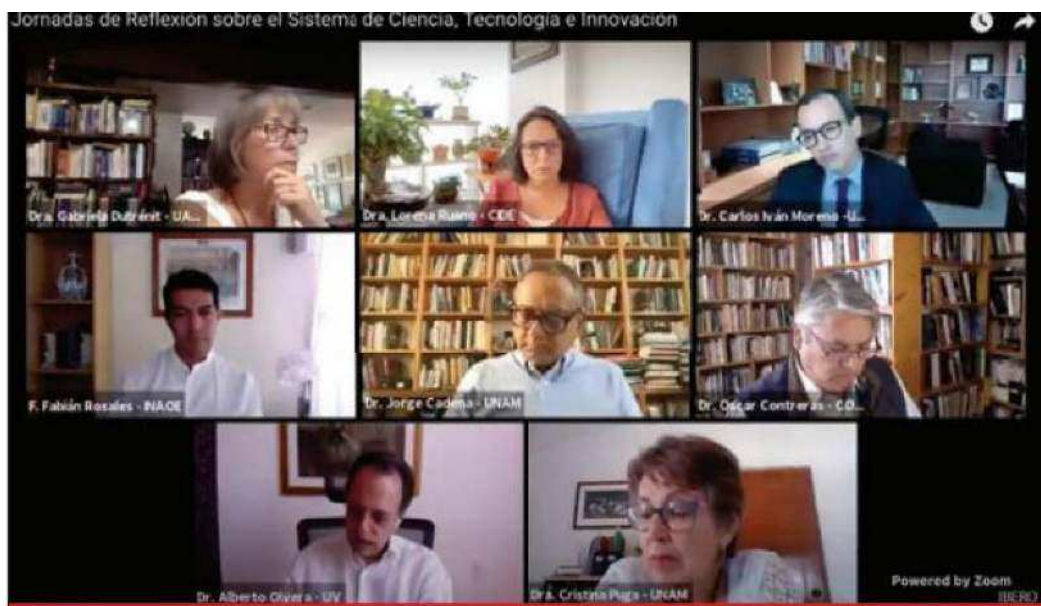 Jornadas de Reflexión sobre el Sistema de Ciencia, Tecnología e Innovación
Dra. Gabriela Dutrénit - UA...
Dra. Lorena Ruano - CIDE
Dr. Carlos Iván Moreno -U...
F. Fabián Rosales - INAOE
Dr. Jorge Cadena - UNAM
Dr. Oscar Contreras - CO...
Dr. Alberto Olvera - UV
Dra. Cristina Puga - UNAM
Powered by Zoom
IBERO